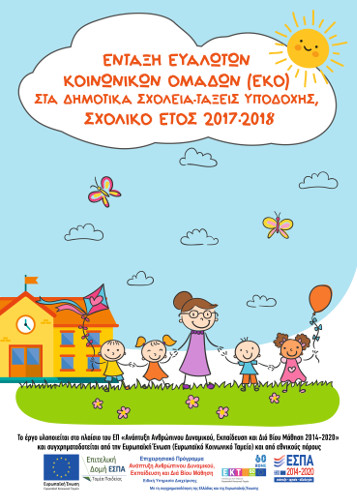 ΕΝΤΑΞΗ ΕΥΑΛΩΤΩΝ
ΚΟΙΝΩΝΙΚΩΝ ΟΜΑΔΩΝ (ΕΚΟ)
ΣΤΑ ΔΗΜΟΤΙΚΑ ΣΧΟΛΕΙΑ-ΤΑΞΕΙΣ ΥΠΟΔΟΧΗΣ,
ΣΧΟΛΙΚΟ ΕΤΟΣ 2017-2018
Το έργο υλοποιείται στο πλαίσιο του ΕΠ «Ανάπτυξη Ανθρώπινου Δυναμικού, Εκπαίδευση και Διά Βίου Μάθηση 2014-2020»
και συγχρηματοδοτείται από την Ευρωπαϊκή Ένωση (Ευρωπαϊκό Κοινωνικό Ταμείο) και από εθνικούς πόρους
Ευρωπαϊκή Ένωση
Ευρωπαϊκό Κοινωνικό Ταμείο
Επιτελική
Δομή ΕΣΠΑ
Τομέα Παιδείας
Επιχειρησιακό Πρόγραμμα
Ανάπτυξη Ανθρώπινου Δυναμικού,
Εκπαίδευση και Διά Βίου Μάθηση
Ειδική Υπηρεσία Διαχείρισης
Με τη συγχρηματοδότηση της Ελλάδας και της Ευρωπαϊκής Ένωσης
60
ΕΚΤ
ΕΣΠΑ
2014-2020